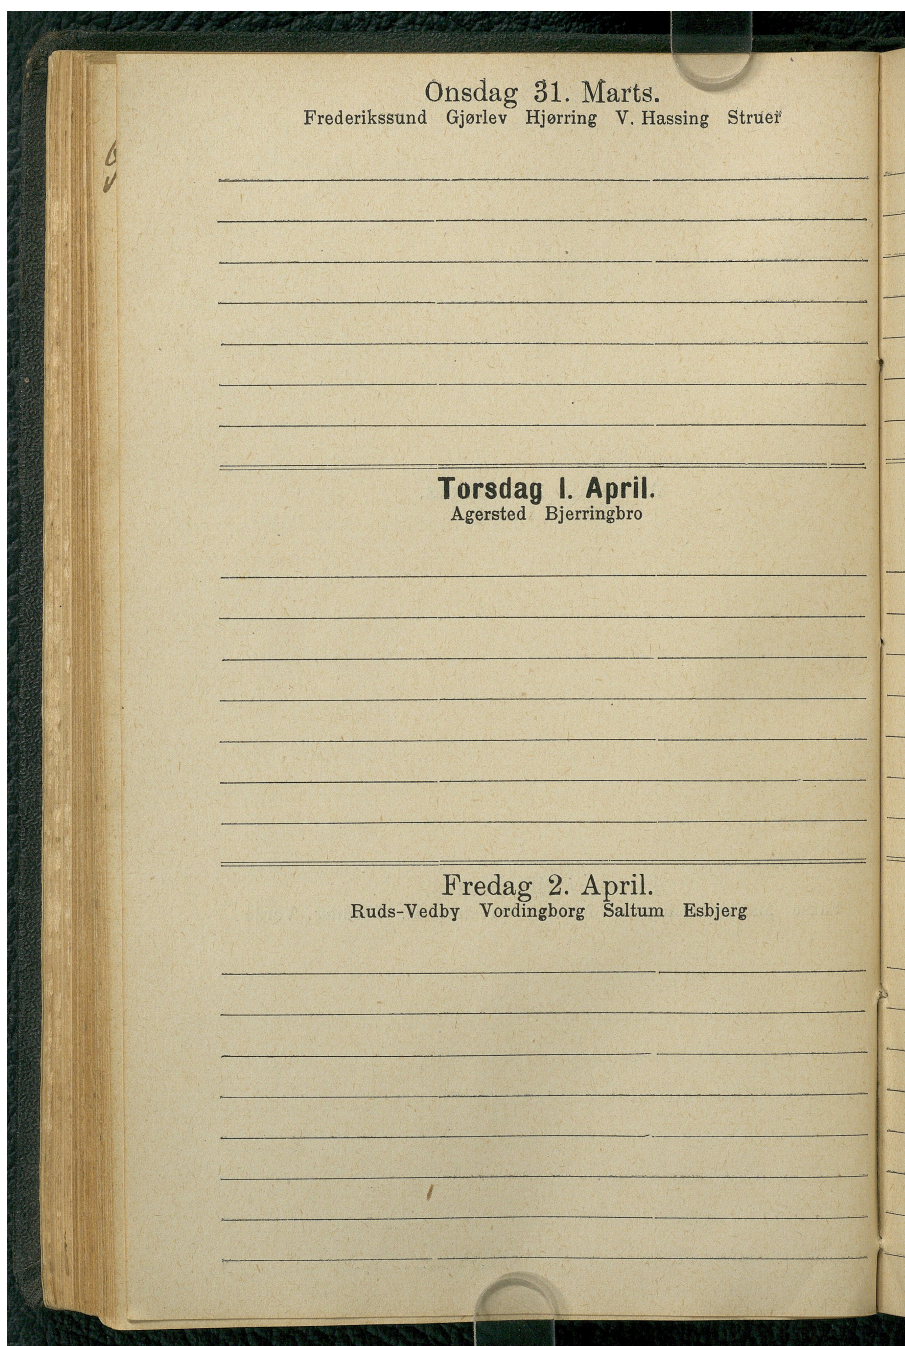 Onsdag 31. Marts.
Frederikssund Gjørlev Hjørring V. Hassing Struer
Torsdag 1. April.
Agersted Bjerringbro
Fredag 2. April.
Ruds-Vedby Vordingborg Saltum Esbjerg